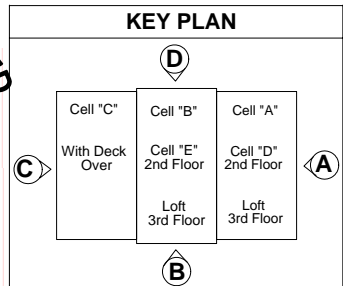 KEY PLAN
D
G
Cell "C"
Cell "B"
Cell "A"
With Deck
Over
Cell "E"
2nd Floor
Cell "D"
2nd Floor
C
A
Loft
3rd Floor
Loft
3rd Floor
B